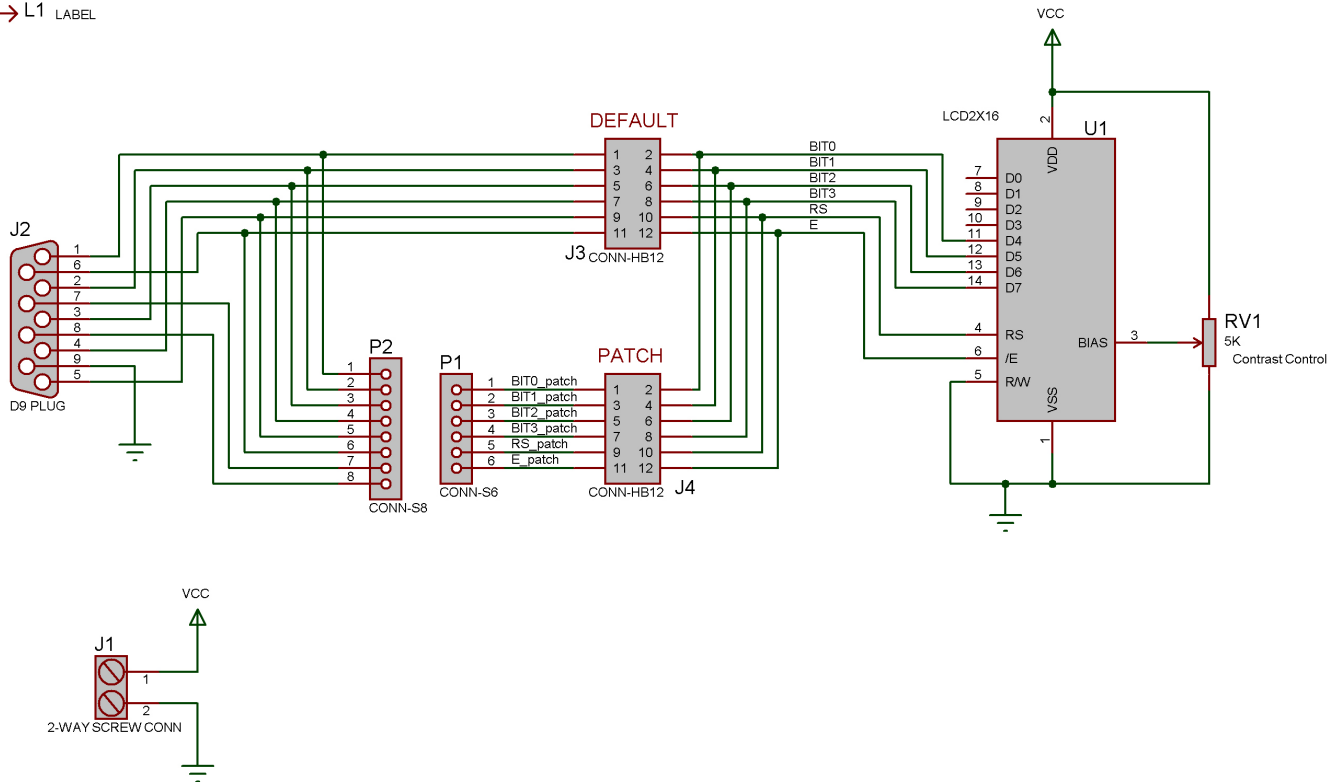 L1 LABEL
VCC
LCD2X16
U1
2
VDD
DEFAULT
1 2
3 4
5 6
7 8
9 10
11 12
J3 CONN-HB12
BIT0
BIT1
BIT2
BIT3
RS
E
7 D0
8 D1
9 D2
10 D3
11 D4
12 D5
13 D6
14 D7
4 RS
6 /E
5 R/W
BIAS 3
VSS
1
RV1
5K
Contrast Control
J2
1
6
2
7
3
8
4
9
5
D9 PLUG
P2
1
2
3
4
5
6
7
8
CONN-S8
P1
1 BIT0_patch
2 BIT1_patch
3 BIT2_patch
4 BIT3_patch
5 RS_patch
6 E_patch
CONN-S6
PATCH
1 2
3 4
5 6
7 8
9 10
11 12
CONN-HB12 J4
VCC
J1
1
2
2-WAY SCREW CONN